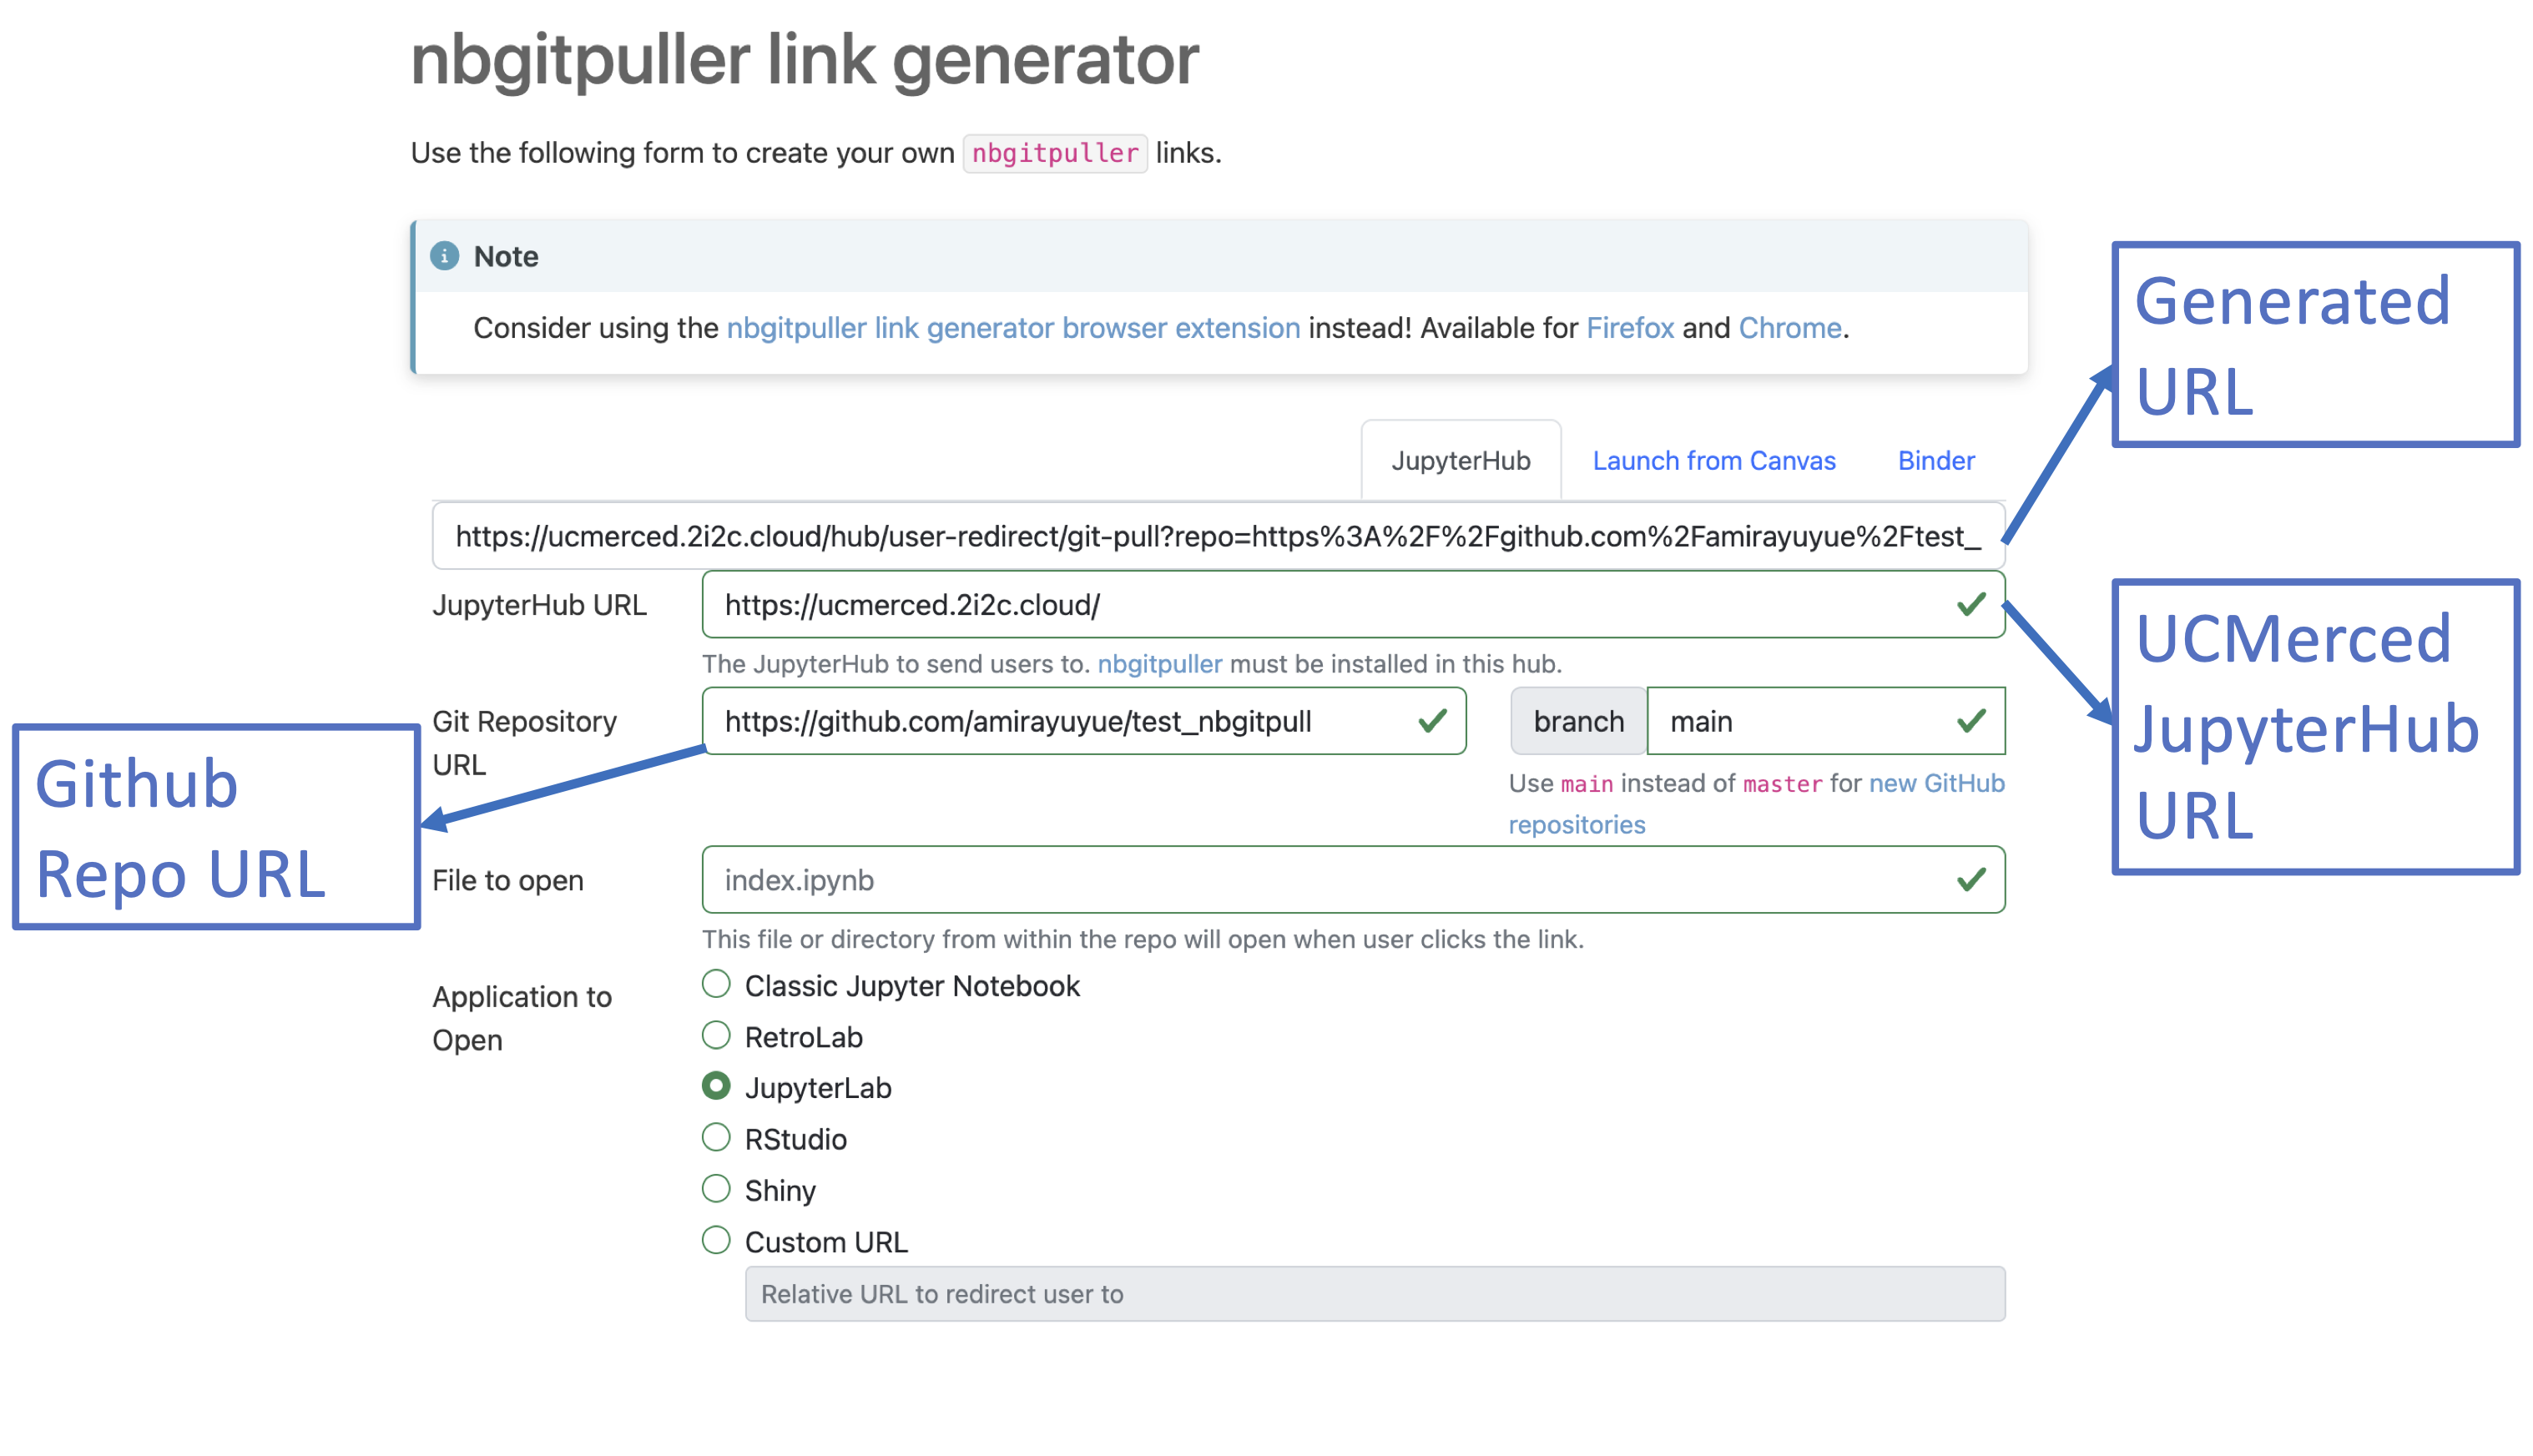 nbgitpuller link generator
Use the following form to create your own nbgitpuller links.
Note
Consider using the nbgitpuller link generator browser extension instead! Available for Firefox and Chrome.
Generated
URL
JupyterHub
Launch from Canvas
Binder
https://ucmerced.2i2c.cloud/hub/user-redirect/git-pull?repo=https%3A%2F%2Fgithub.com%2Famirayuyue%2Ftest_
JupyterHub URL
https://ucmerced.2i2c.cloud/
The JupyterHub to send users to. nbgitpuller must be installed in this hub.
UCMerced
JupyterHub
URL
Git Repository
URL
https://github.com/amirayuyue/test_nbgitpull
branch
main
Use main instead of master for new GitHub
repositories
Github
Repo URL
File to open
index.ipynb
This file or directory from within the repo will open when user clicks the link.
Application to
Open
Classic Jupyter Notebook
RetroLab
JupyterLab
RStudio
Shiny
Custom URL
Relative URL to redirect user to